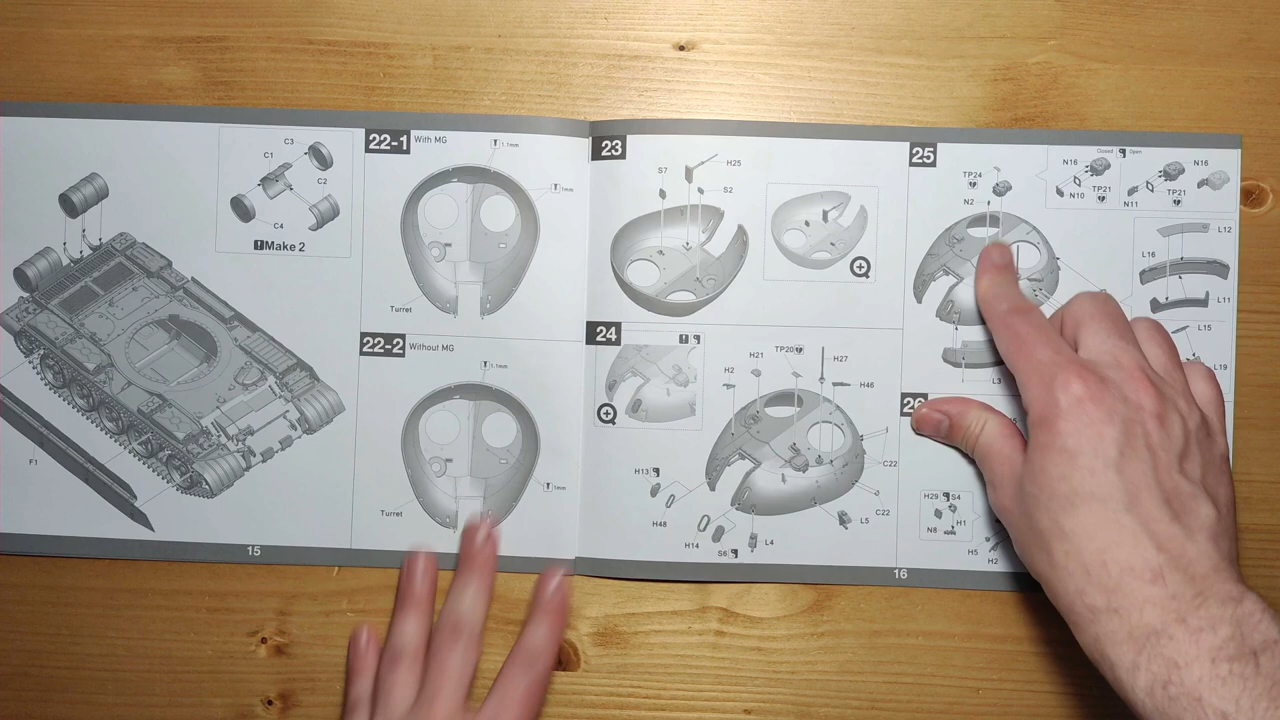 C3
C1
C2
C4
!Make 2
F1
15
22-1 With MG
1.1mm
1mm
Turret
22-2 Without MG
1.1mm
1mm
Turret
23
S7
H25
S2
24
H2
H21
TP20
H27
H46
H13
H48
H14
S6
L4
L5
C22
C22
16
25
Closed Open
TP24
N2
N16
N10
TP21
N16
N11
TP21
L12
L16
L11
L15
L19
L3
26
H29 S4
H1
N8
H5
H2